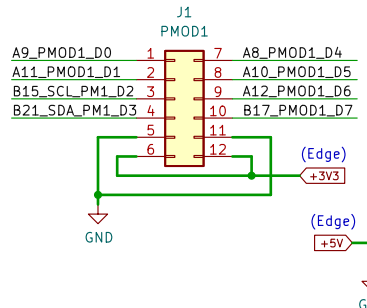 J1
PMOD1
A9_PMOD1_D0 1 7 A8_PMOD1_D4
A11_PMOD1_D1 2 8 A10_PMOD1_D5
B15_SCL_PM1_D2 3 9 A12_PMOD1_D6
B21_SDA_PM1_D3 4 10 B17_PMOD1_D7
5 11
6 12
(Edge)
+3V3
GND
(Edge)
+5V